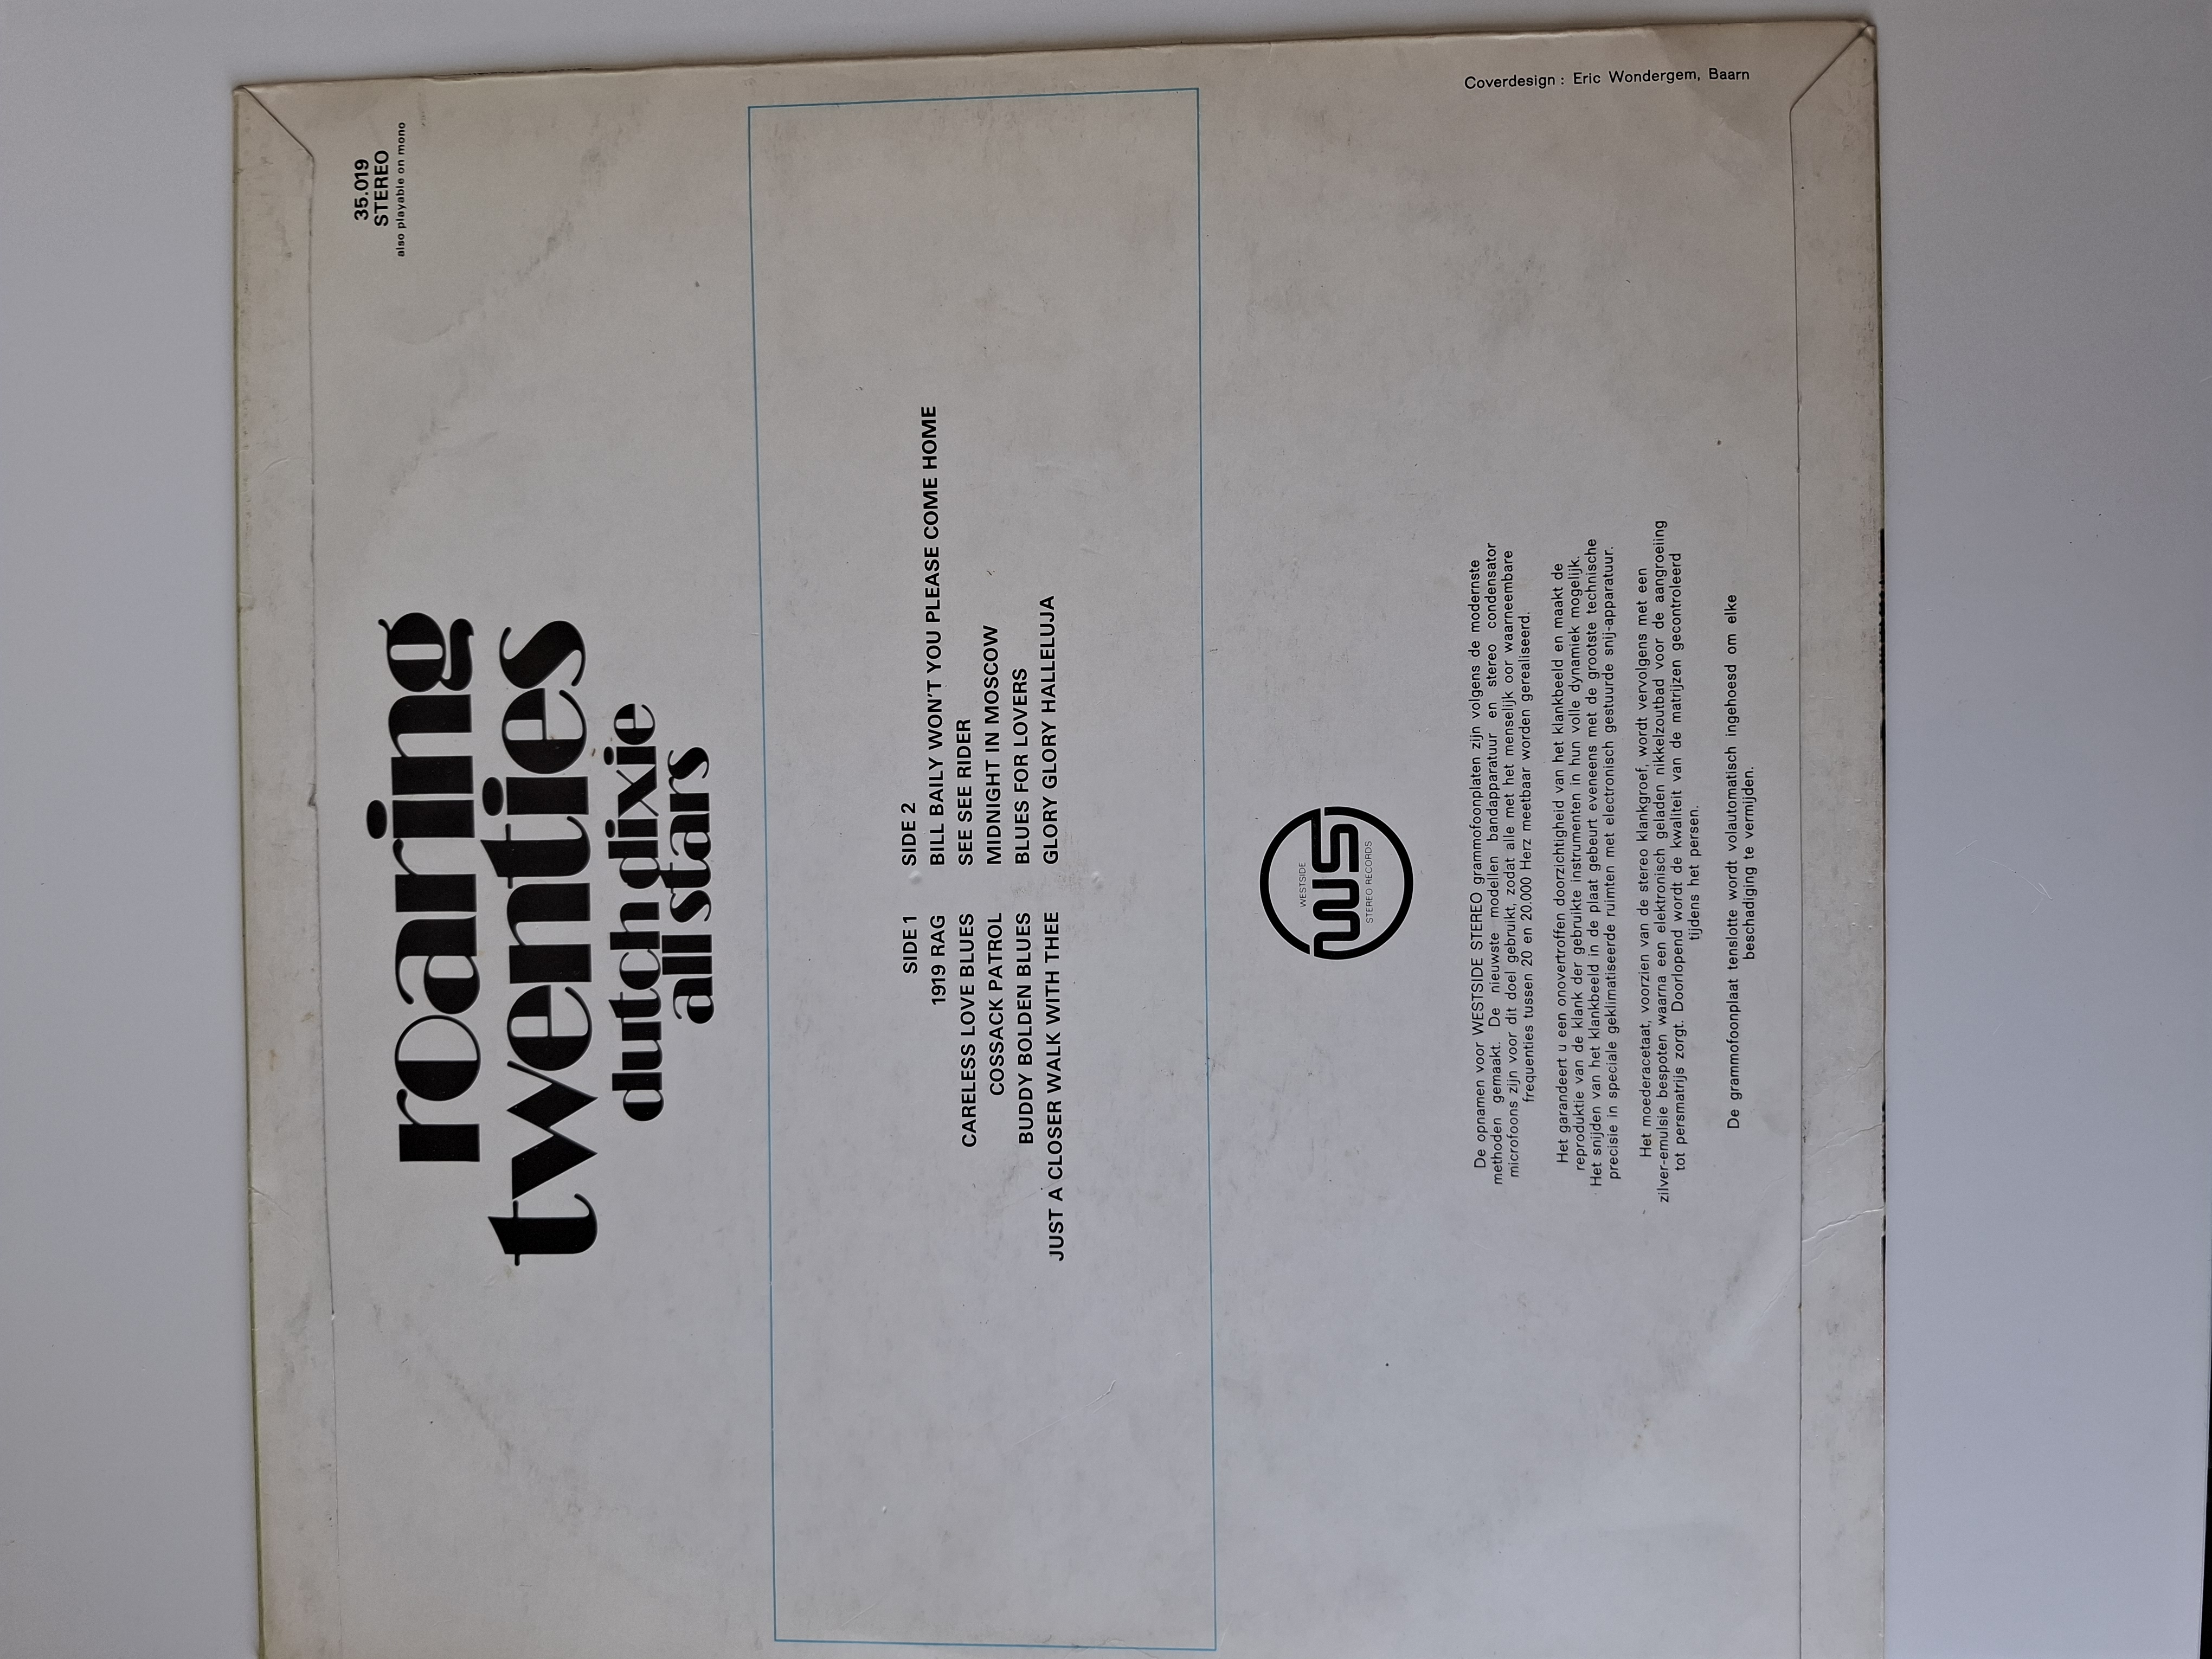 35.019
STEREO
also playable on mono
roaring
twenties
dutch dixie
all stars
SIDE 1
1919 RAG
CARELESS LOVE BLUES
COSSACK PATROL
BUDDY BOLDEN BLUES
JUST A CLOSER WALK WITH THEE
SIDE 2
BILL BAILY WON'T YOU PLEASE COME HOME
SEE SEE RIDER
MIDNIGHT IN MOSCOW
BLUES FOR LOVERS
GLORY GLORY HALLELUJA
WESTSIDE
WS
STEREO RECORDS
De opnamen voor WESTSIDE STEREO grammofoonplaten zijn volgens de modernste
methoden gemaakt. De nieuwste modellen bandapparatuur en stereo condensator
microfoons zijn voor dit doel gebruikt, zodat alle met het menselijk oor waarneembare
frequenties tussen 20 en 20.000 Herz meetbaar worden gerealiseerd.
Het garandeert u een onovertroffen doorzichtigheid van het klankbeeld en maakt de
reproduktie van de klank der gebruikte instrumenten in hun volle dynamiek mogelijk.
Het snijden van het klankbeeld in de plaat gebeurt eveneens met de grootste technische
precisie in speciale geklimatiseerde ruimten met electronisch gestuurde snij-apparatuur.
Het moederacetaat, voorzien van de stereo klankgroef, wordt vervolgens met een
zilver-emulsie bespoten waarna een elektronisch geladen nikkelzoutbad voor de aangroeiing
tot persmatrijs zorgt. Doorlopend wordt de kwaliteit van de matrijzen gecontroleerd
tijdens het persen.
De grammofoonplaat tenslotte wordt volautomatisch ingehoesd om elke
beschadiging te vermijden.
Coverdesign : Eric Wondergem, Baarn